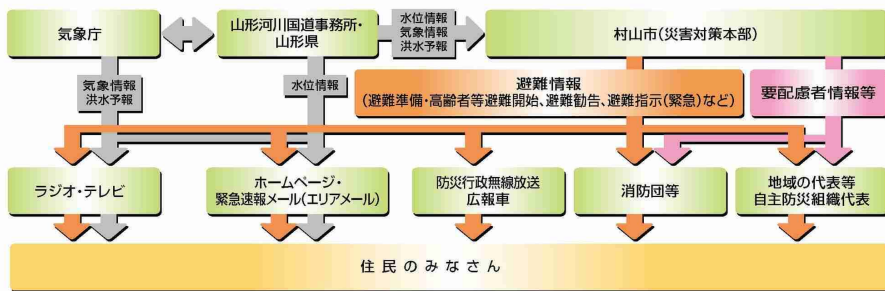 気象庁
山形河川国道事務所・
山形県
水位情報
気象情報
洪水予報
村山市(災害対策本部)
気象情報
洪水予報
水位情報
避難情報
(避難準備・高齢者等避難開始、避難勧告、避難指示(緊急)など)
要配慮者情報等
ラジオ・テレビ
ホームページ・
緊急速報メール(エリアメール)
防災行政無線放送
広報車
消防団等
地域の代表等
自主防災組織代表
住民のみなさん